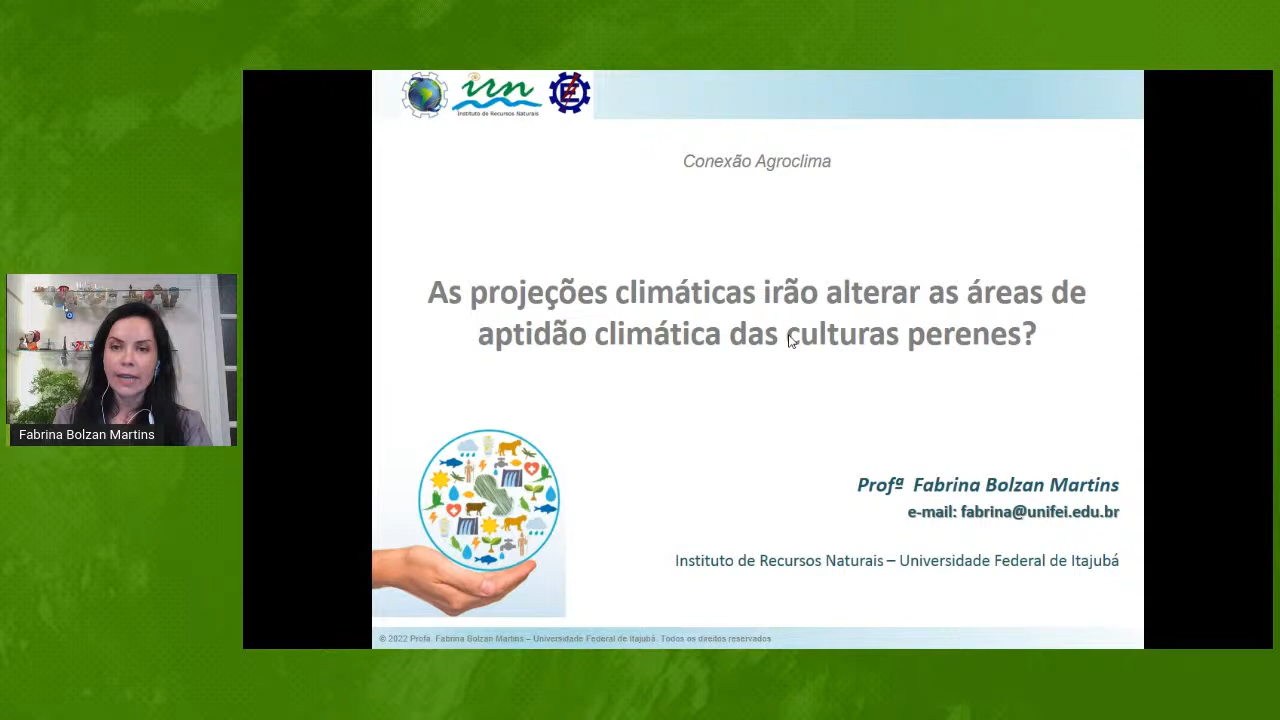 irn
Instituto de Recursos Naturais
Conexão Agroclima
As projeções climáticas irão alterar as áreas de
aptidão climática das culturas perenes?
Profª Fabrina Bolzan Martins
e-mail: fabrina@unifei.edu.br
Instituto de Recursos Naturais – Universidade Federal de Itajubá
© 2022 Profa. Fabrina Bolzan Martins – Universidade Federal de Itajubá. Todos os direitos reservados
Fabrina Bolzan Martins